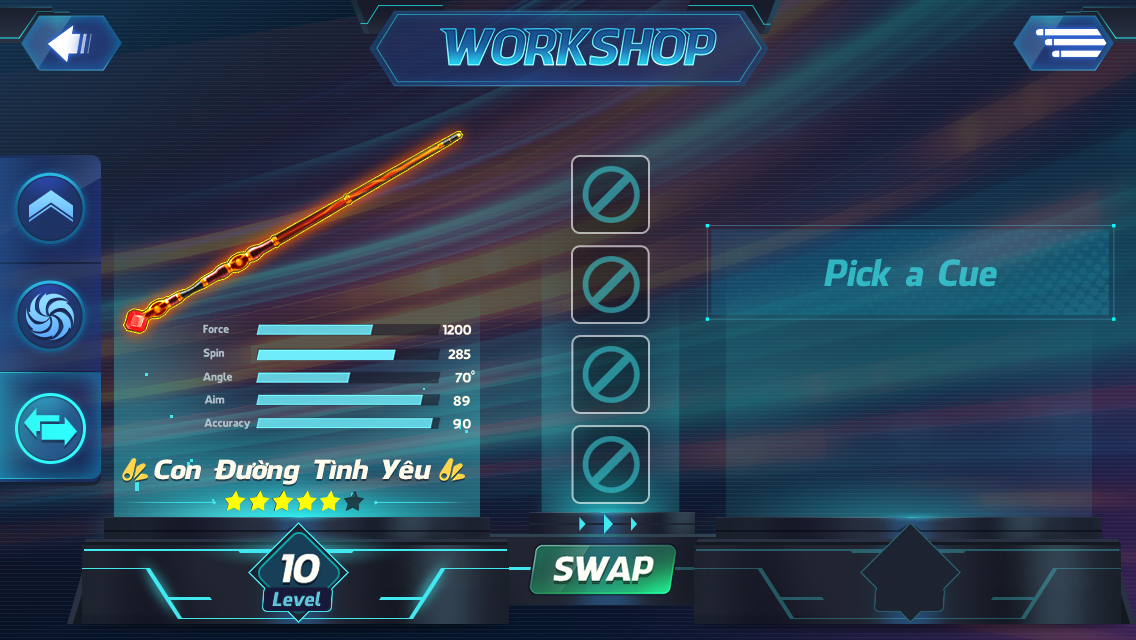 WORKSHOP
Force 1200
Spin 285
Angle 70°
Aim 89
Accuracy 90
Con Đường Tình Yêu
10
Level
SWAP
Pick a Cue